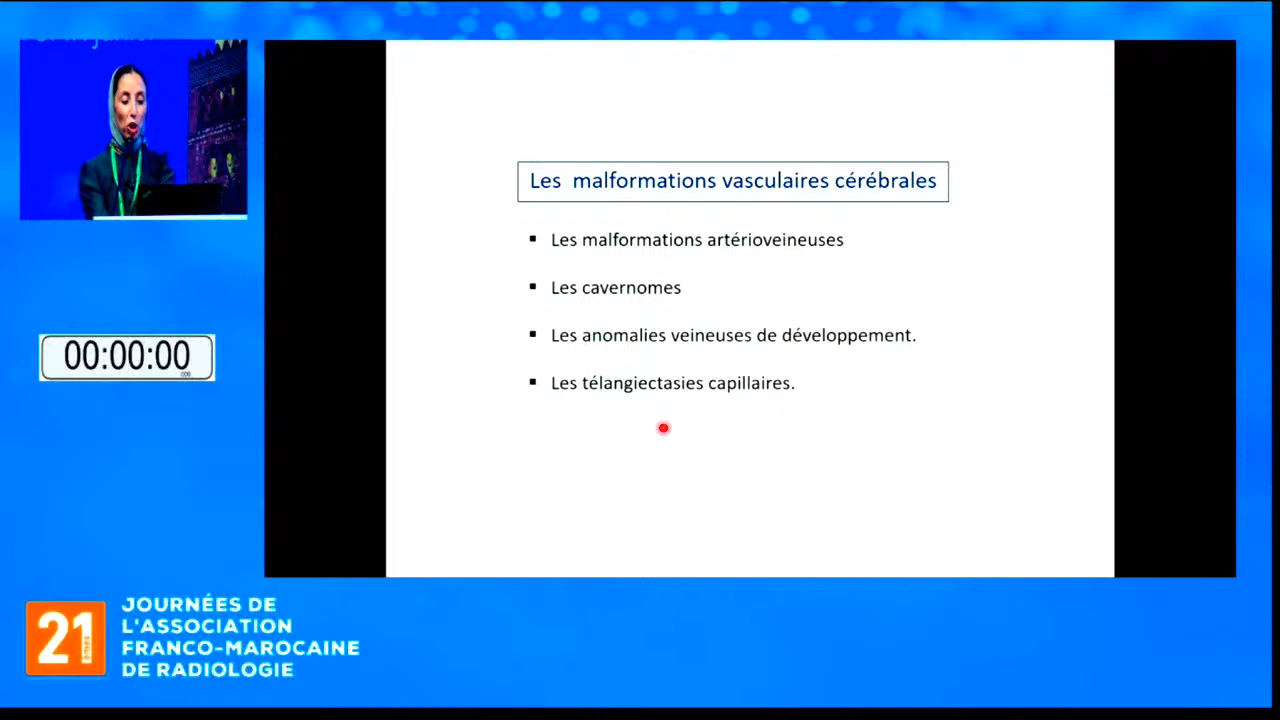 Les malformations vasculaires cérébrales
▪ Les malformations artérioveineuses
▪ Les cavernomes
▪ Les anomalies veineuses de développement.
▪ Les télangiectasies capillaires.
00:00:00
21
èmes
JOURNÉES DE
L'ASSOCIATION
FRANCO-MAROCAINE
DE RADIOLOGIE